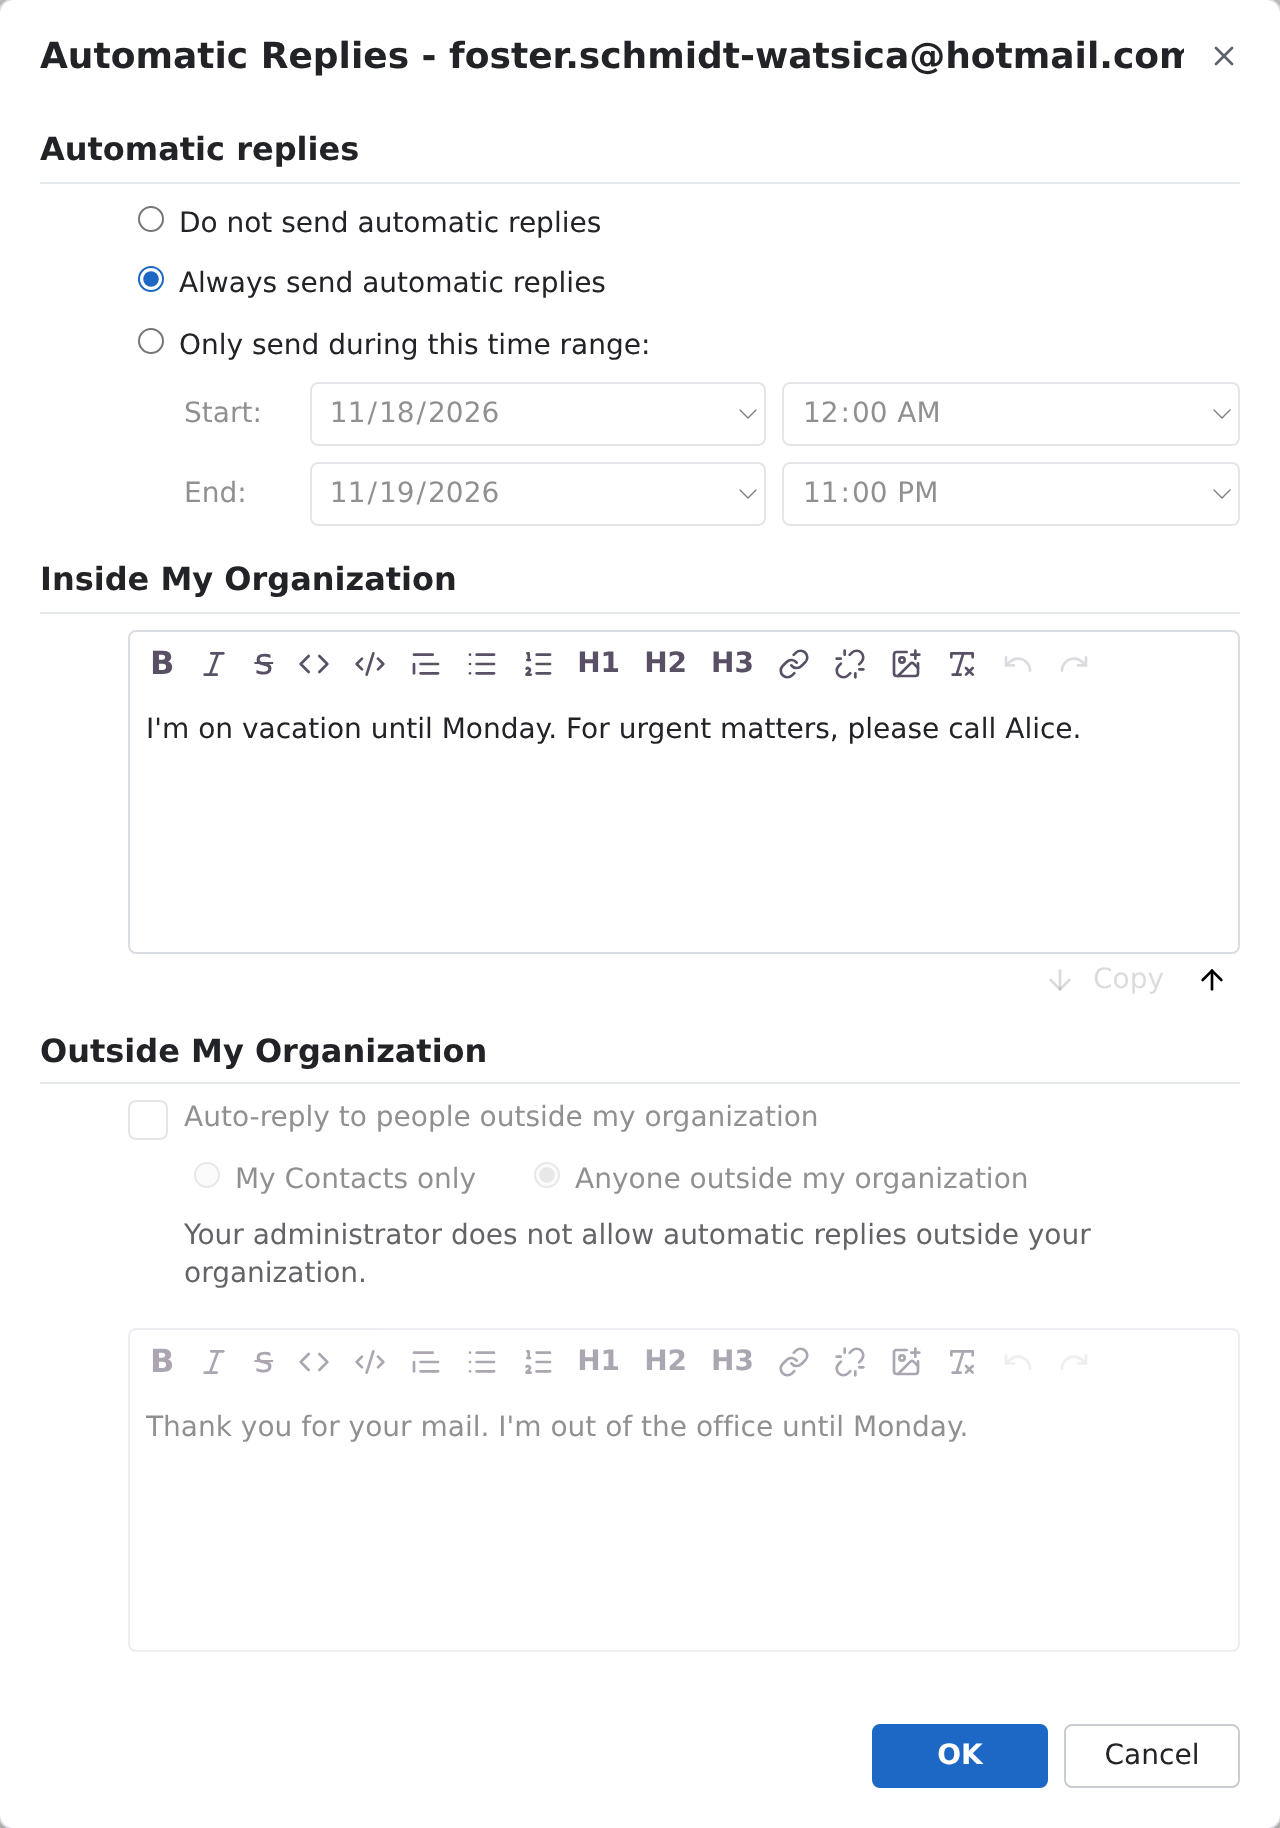 Automatic Replies - foster.schmidt-watsica@hotmail.com
Automatic replies
Do not send automatic replies
Always send automatic replies
Only send during this time range:
Start: 11/18/2026 12:00 AM
End: 11/19/2026 11:00 PM
Inside My Organization
B I S H1 H2 H3
I'm on vacation until Monday. For urgent matters, please call Alice.
Copy
Outside My Organization
Auto-reply to people outside my organization
My Contacts only Anyone outside my organization
Your administrator does not allow automatic replies outside your
organization.
B I S H1 H2 H3
Thank you for your mail. I'm out of the office until Monday.
OK Cancel